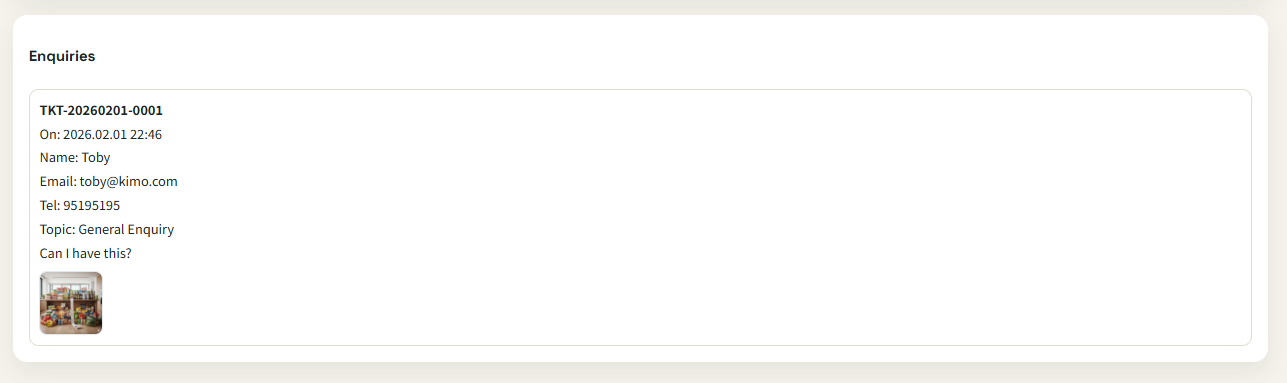 Enquiries
TKT-20260201-0001
On: 2026.02.01 22:46
Name: Toby
Email: toby@kimo.com
Tel: 95195195
Topic: General Enquiry
Can I have this?